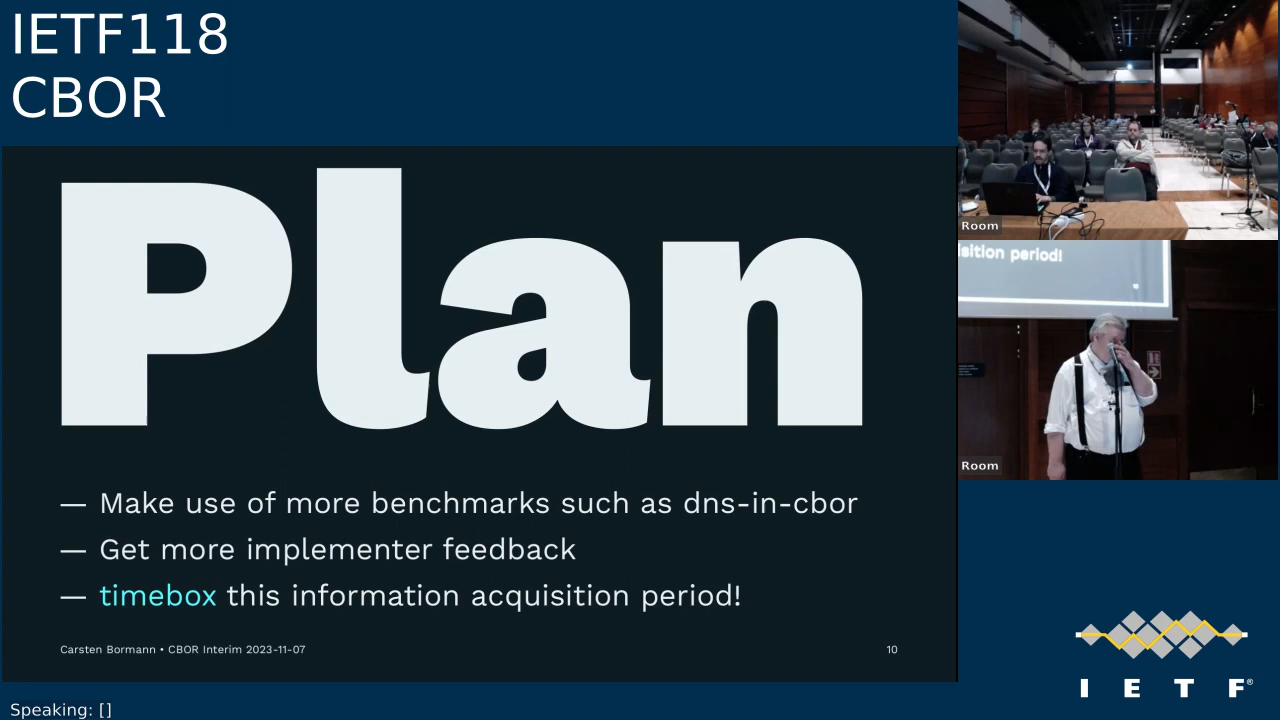 IETF118
CBOR
Plan
— Make use of more benchmarks such as dns-in-cbor
— Get more implementer feedback
— timebox this information acquisition period!
Carsten Bormann • CBOR Interim 2023-11-07
10
Room
sition period!
Room
I E T F®
Speaking: []